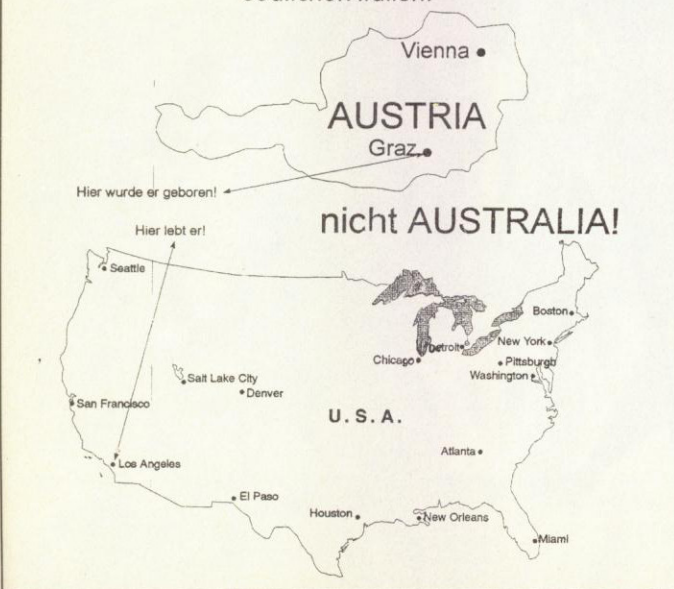 Vienna
AUSTRIA
Graz
Hier wurde er geboren!
nicht AUSTRALIA!
Hier lebt er!
Seattle
Boston
New York
Detroit
Chicago
Pittsburgh
Washington
Salt Lake City
Denver
San Francisco
U.S.A.
Atlanta
Los Angeles
El Paso
Houston
New Orleans
Miami